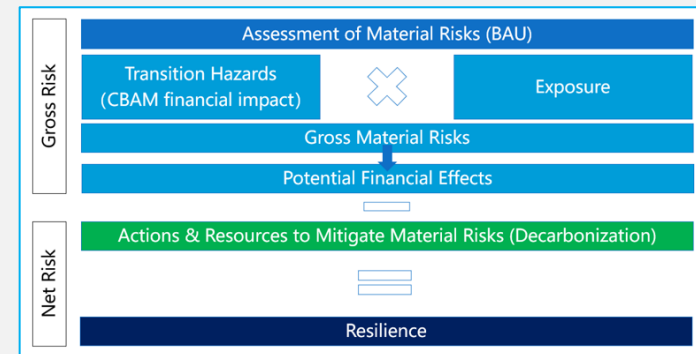 Gross Risk
Assessment of Material Risks (BAU)
Transition Hazards
(CBAM financial impact)
Exposure
Gross Material Risks
Potential Financial Effects
Net Risk
Actions & Resources to Mitigate Material Risks (Decarbonization)
Resilience